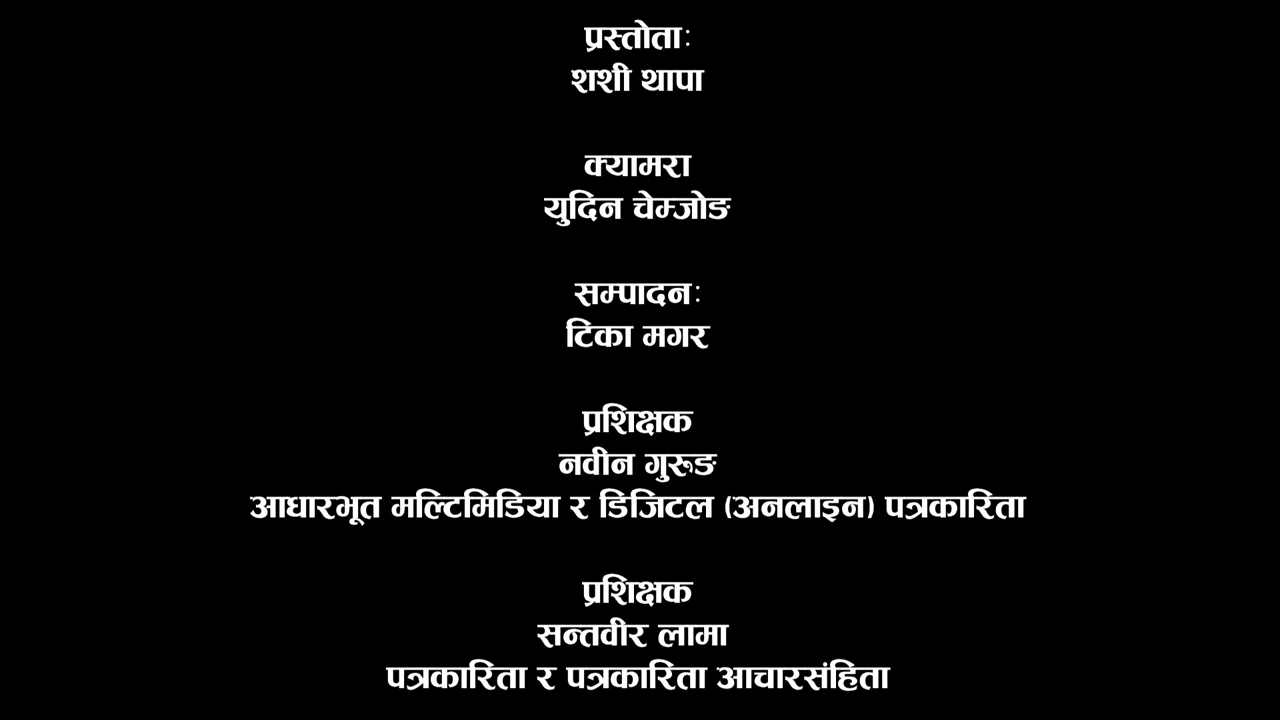 प्रस्तोताः
शशी थापा
क्यामरा
युदिन चेम्जोङ
सम्पादनः
टिका मगर
प्रशिक्षक
नवीन गुरुङ
आधारभूत मल्टिमिडिया र डिजिटल (अनलाइन) पत्रकारिता
प्रशिक्षक
सन्तवीर लामा
पत्रकारिता र पत्रकारिता आचारसंहिता